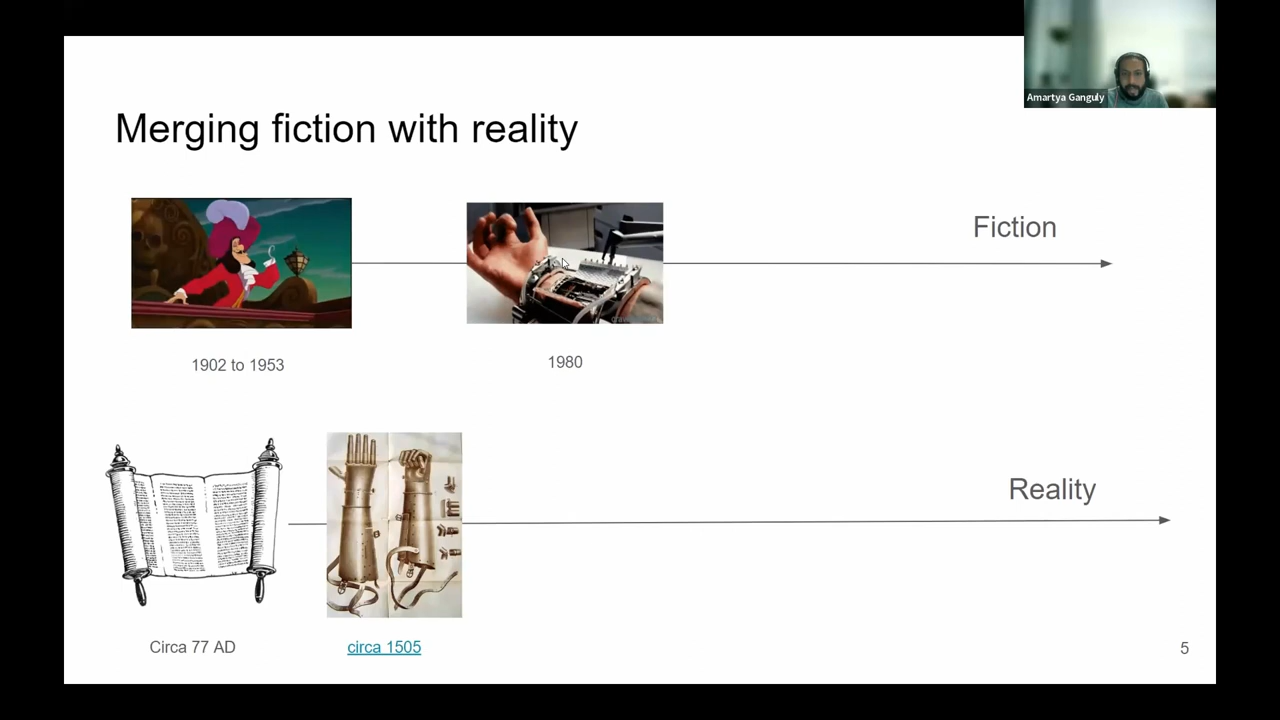 Amartya Ganguly
Merging fiction with reality
Fiction
1902 to 1953
1980
Reality
Circa 77 AD
circa 1505
5